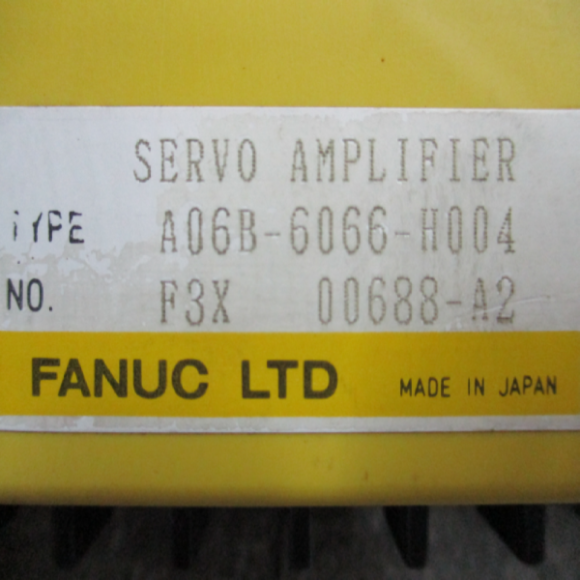 SERVO AMPLIFIER
TYPE A06B-6066-H004
NO. F3X 00688-A2
FANUC LTD MADE IN JAPAN